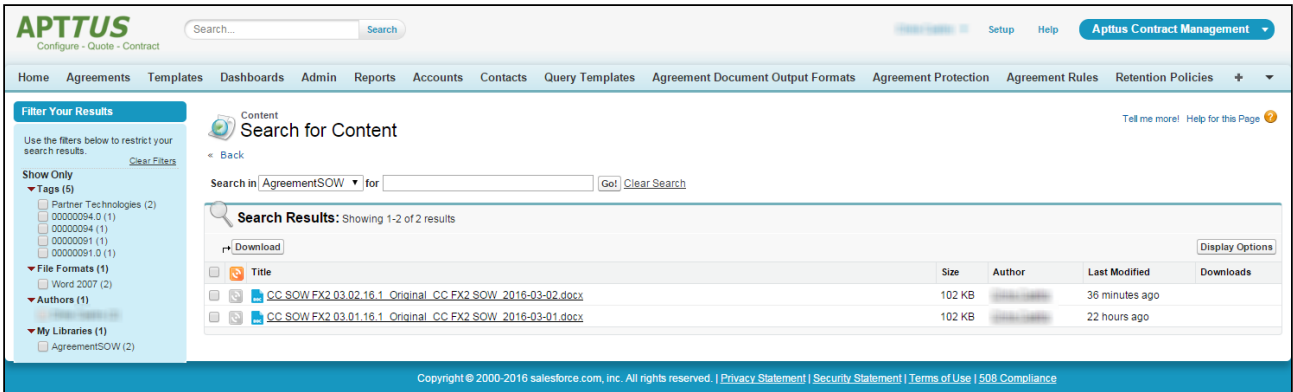 APTTUS
Configure - Quote - Contract
Search...
Search
Setup
Help
Apttus Contract Management
Home Agreements Templates Dashboards Admin Reports Accounts Contacts Query Templates Agreement Document Output Formats Agreement Protection Agreement Rules Retention Policies +
Filter Your Results
Use the filters below to restrict your
search results.
Clear Filters
Show Only
Tags (5)
Partner Technologies (2)
00000094.0 (1)
00000094 (1)
00000091 (1)
00000091.0 (1)
File Formats (1)
Word 2007 (2)
Authors (1)
My Libraries (1)
AgreementSOW (2)
Content
Search for Content
Tell me more! Help for this Page ?
« Back
Search in AgreementSOW for Go! Clear Search
Search Results: Showing 1-2 of 2 results
Download
Display Options
Title Size Author Last Modified Downloads
CC SOW FX2 03.02.16.1_Original_CC FX2 SOW_2016-03-02.docx 102 KB 36 minutes ago
CC SOW FX2 03.01.16.1_Original_CC FX2 SOW_2016-03-01.docx 102 KB 22 hours ago
Copyright © 2000-2016 salesforce.com, inc. All rights reserved. | Privacy Statement | Security Statement | Terms of Use | 508 Compliance